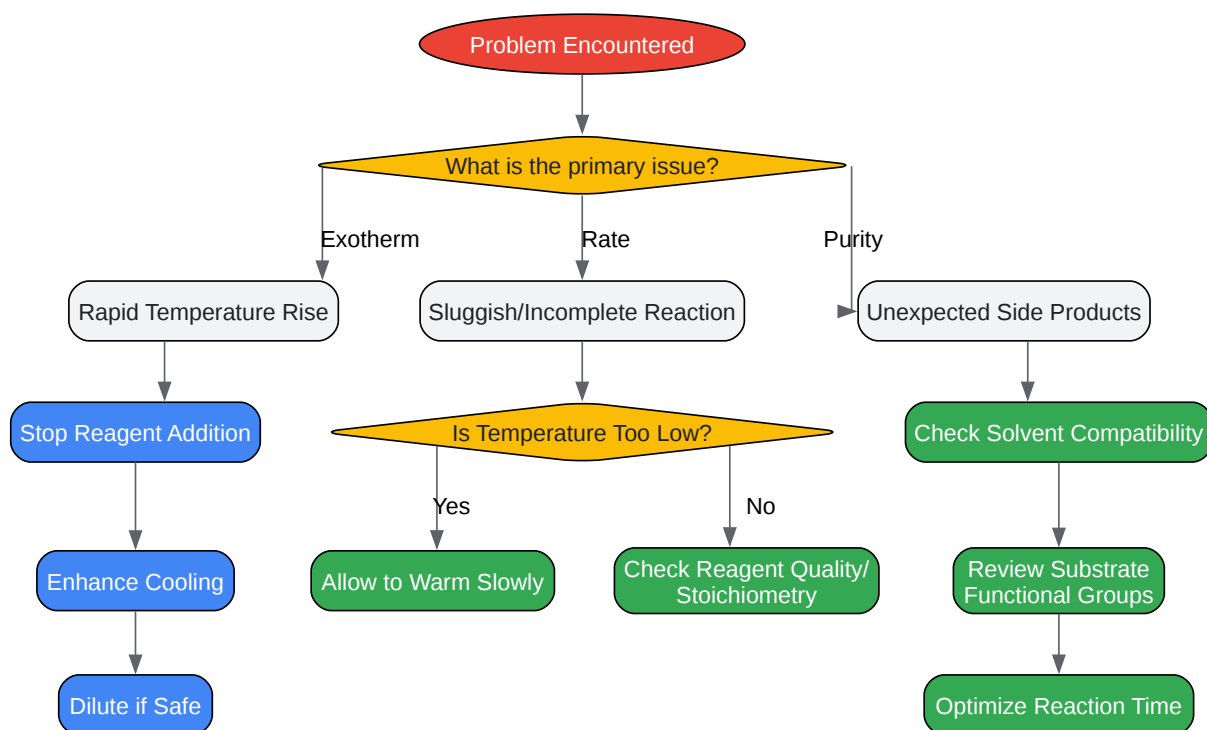 Problem Encountered
What is the primary issue?
Exotherm
Rate
Purity
Rapid Temperature Rise
Sluggish/Incomplete Reaction
Unexpected Side Products
Stop Reagent Addition
Is Temperature Too Low?
Check Solvent Compatibility
Yes
No
Enhance Cooling
Allow to Warm Slowly
Check Reagent Quality/
Stoichiometry
Review Substrate
Functional Groups
Dilute if Safe
Optimize Reaction Time